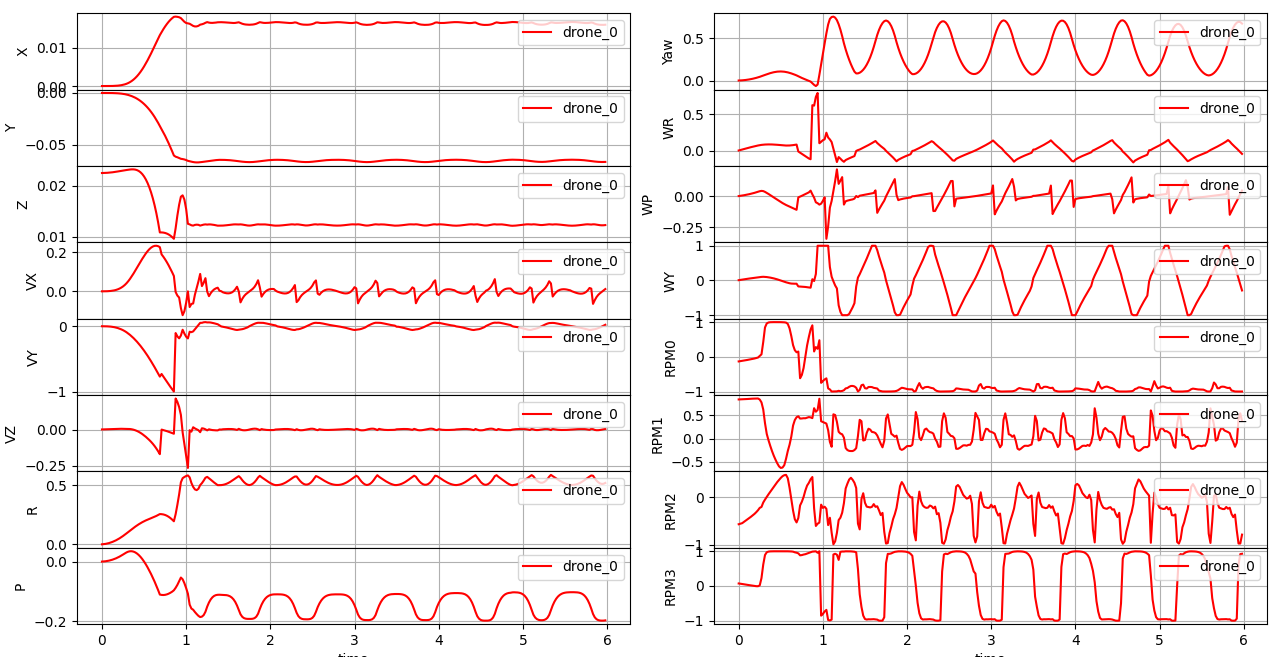 X
0.01
0.00
drone_0
Y
0.00
−0.05
drone_0
Z
0.02
0.01
drone_0
VX
0.2
0.0
drone_0
VY
0
−1
drone_0
VZ
0.00
−0.25
drone_0
R
0.5
0.0
drone_0
P
0.0
−0.2
drone_0
0 1 2 3 4 5 6
time
Yaw
0.5
0.0
drone_0
WR
0.5
0.0
drone_0
WP
0.00
−0.25
drone_0
WY
1
0
−1
drone_0
RPM0
1
0
−1
drone_0
RPM1
0.5
0.0
−0.5
drone_0
RPM2
0
−1
drone_0
RPM3
1
0
−1
drone_0
0 1 2 3 4 5 6
time